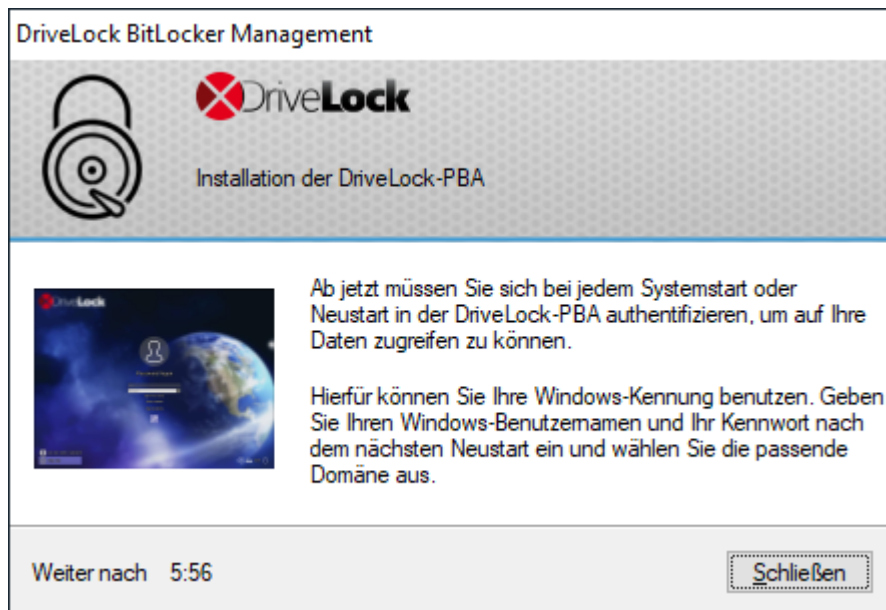 DriveLock BitLocker Management
DriveLock
Installation der DriveLock-PBA
DriveLock
Ab jetzt müssen Sie sich bei jedem Systemstart oder
Neustart in der DriveLock-PBA authentifizieren, um auf Ihre
Daten zugreifen zu können.
Hierfür können Sie Ihre Windows-Kennung benutzen. Geben
Sie Ihren Windows-Benutzernamen und Ihr Kennwort nach
dem nächsten Neustart ein und wählen Sie die passende
Domäne aus.
Weiter nach 5:56
Schließen